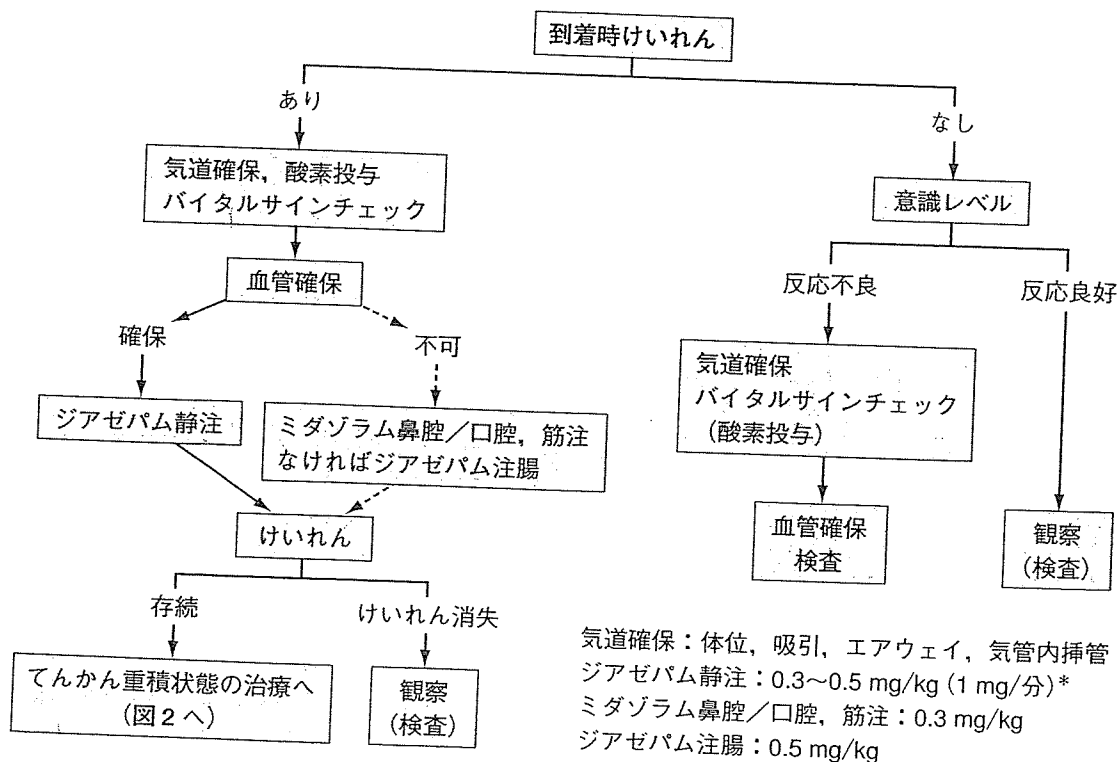 到着時けいれん
あり
なし
気道確保，酸素投与
バイタルサインチェック
意識レベル
血管確保
反応不良
反応良好
確保
不可
気道確保
バイタルサインチェック
（酸素投与）
ジアゼパム静注
ミダゾラム鼻腔／口腔，筋注
なければジアゼパム注腸
けいれん
血管確保
検査
観察
（検査）
存続
けいれん消失
てんかん重積状態の治療へ
（図2へ）
観察
（検査）
気道確保：体位，吸引，エアウェイ，気管内挿管
ジアゼパム静注：0.3〜0.5 mg/kg (1 mg/分)*
ミダゾラム鼻腔／口腔，筋注：0.3 mg/kg
ジアゼパム注腸：0.5 mg/kg